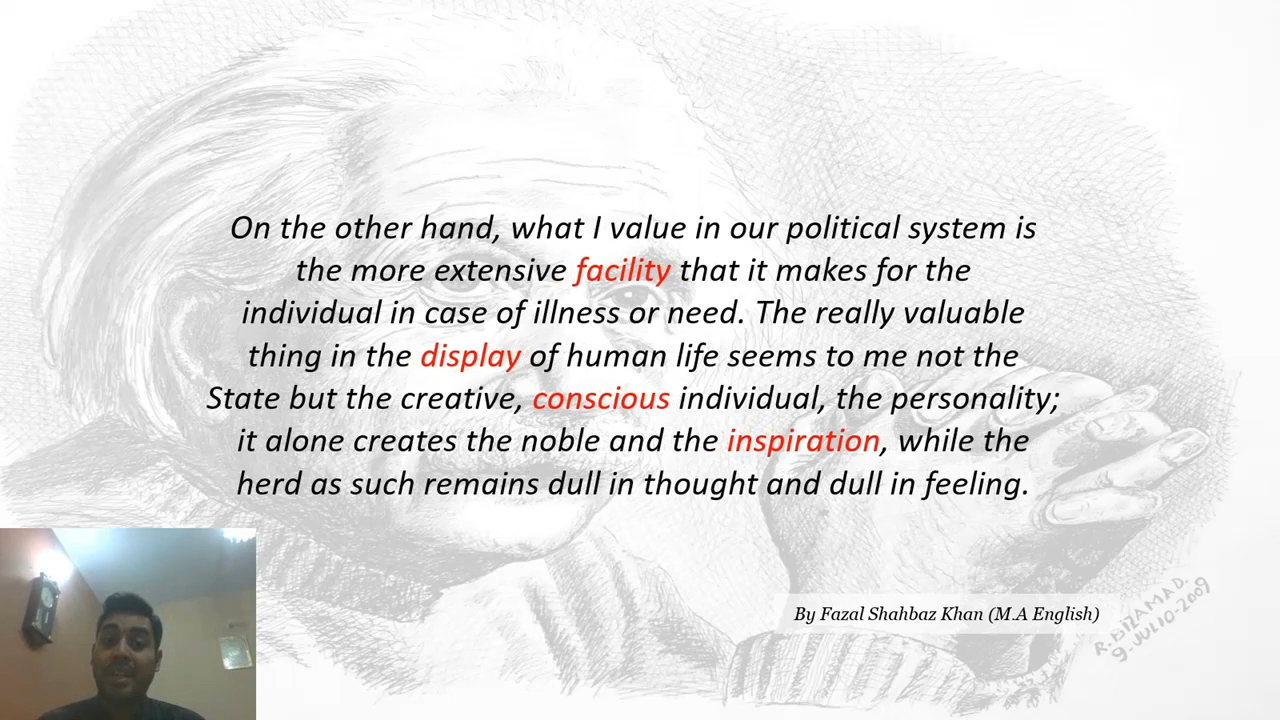 On the other hand, what I value in our political system is
the more extensive facility that it makes for the
individual in case of illness or need. The really valuable
thing in the display of human life seems to me not the
State but the creative, conscious individual, the personality;
it alone creates the noble and the inspiration, while the
herd as such remains dull in thought and dull in feeling.
By Fazal Shahbaz Khan (M.A English)
R. BIZAMA D.
9. JULIO-2009